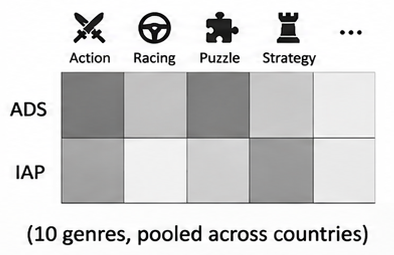 Action Racing Puzzle Strategy ...
ADS
IAP
(10 genres, pooled across countries)